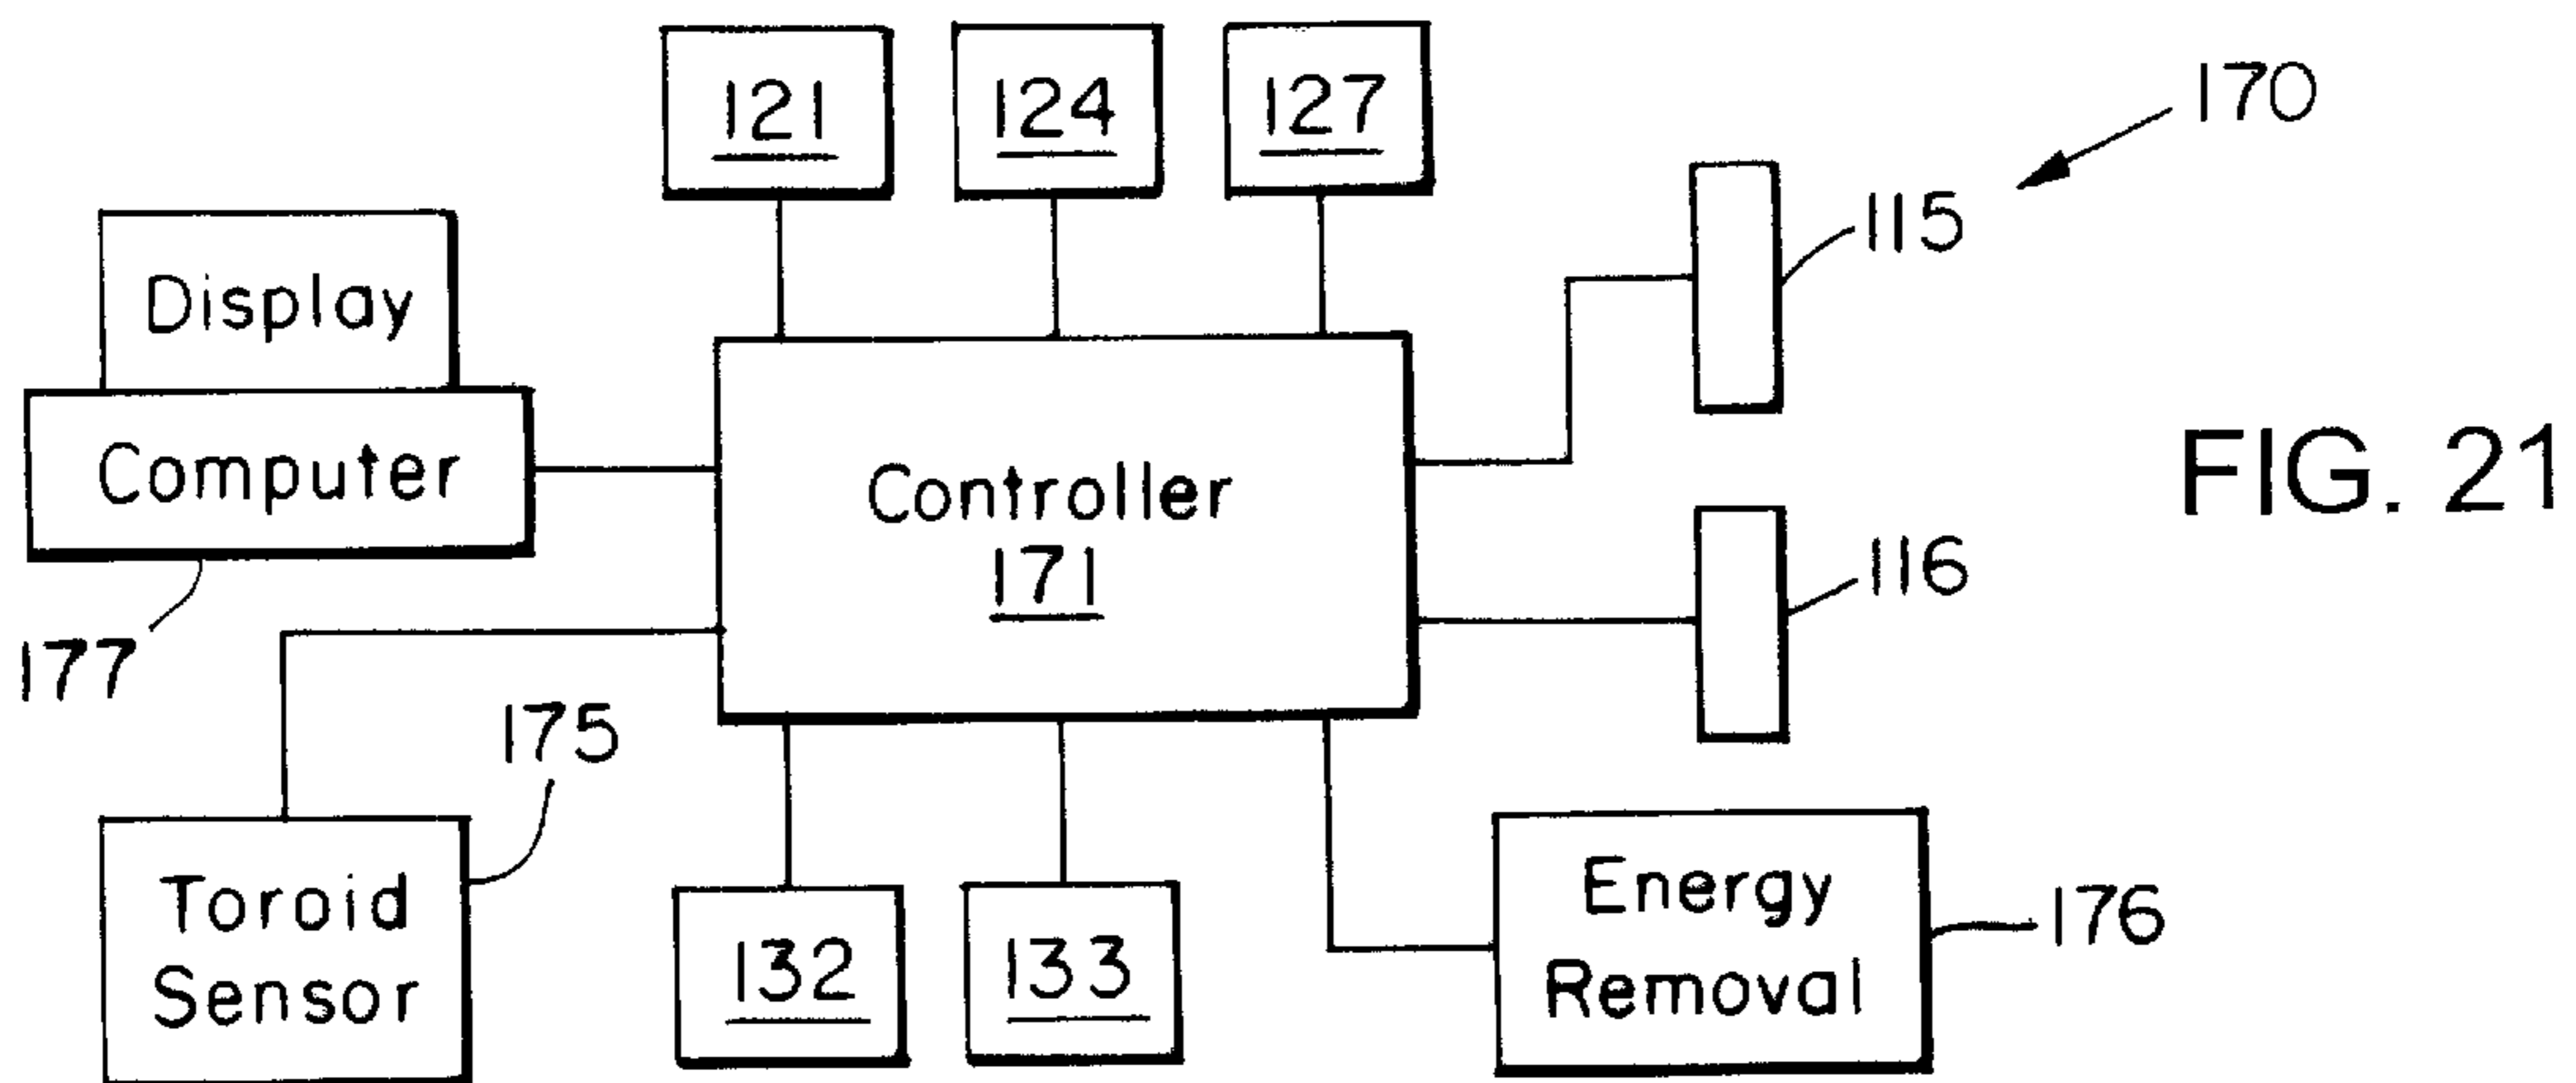 121
124
127
170
115
Display
Computer
177
Controller
171
FIG. 21
116
175
Toroid
Sensor
132
133
Energy
Removal
176